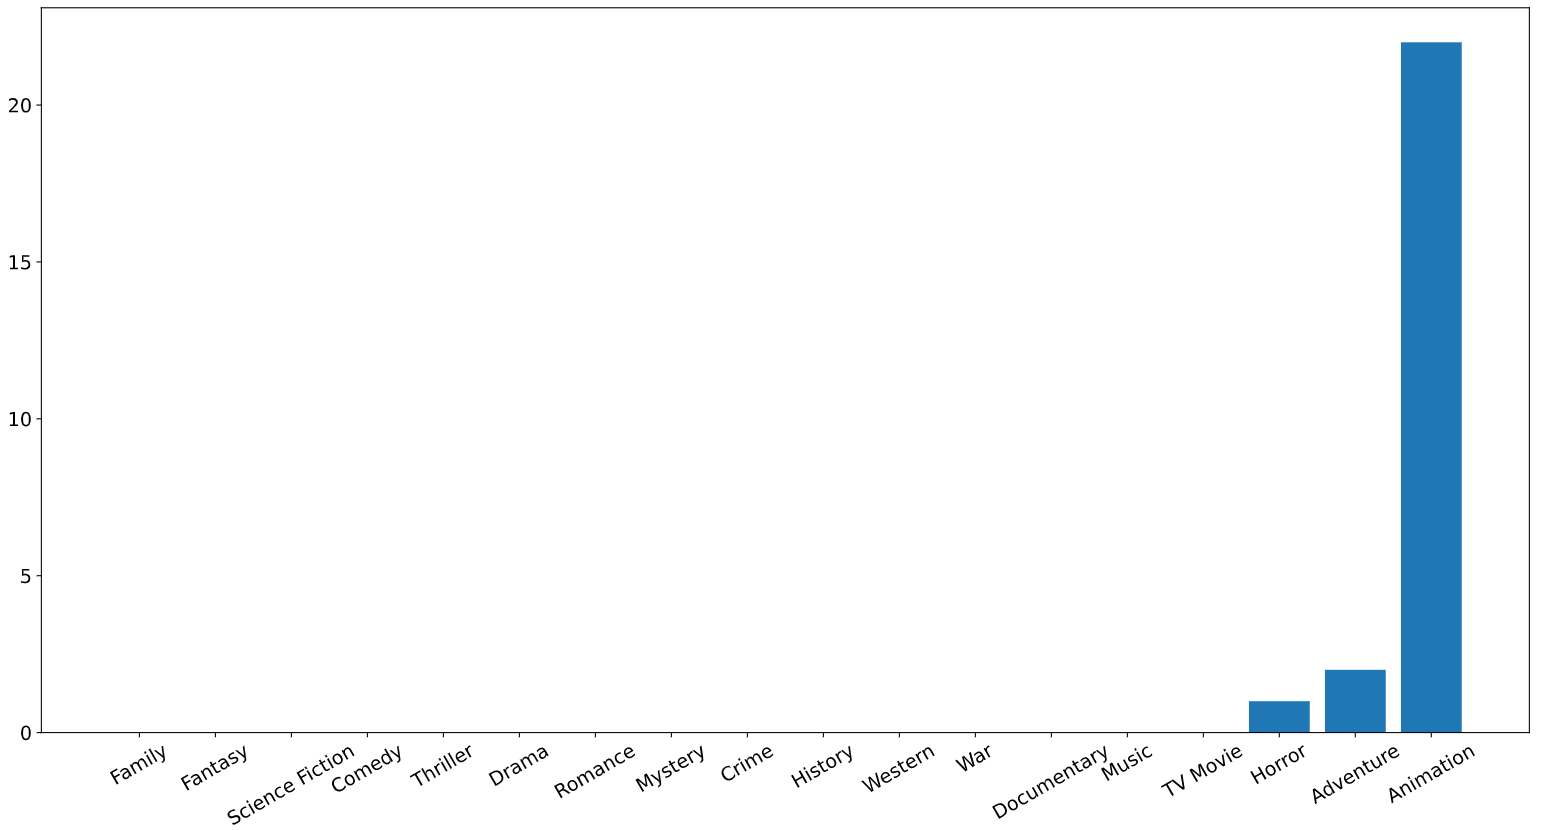 20
15
10
5
0
Family
Fantasy
Science Fiction
Comedy
Thriller
Drama
Romance
Mystery
Crime
History
Western
War
Documentary
Music
TV Movie
Horror
Adventure
Animation